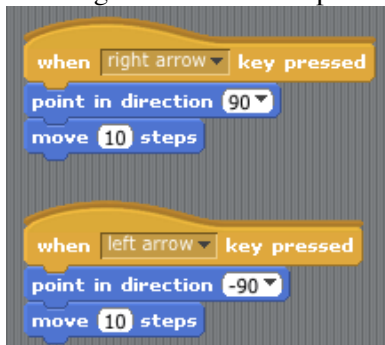 when right arrow key pressed
point in direction 90
move 10 steps
when left arrow key pressed
point in direction -90
move 10 steps